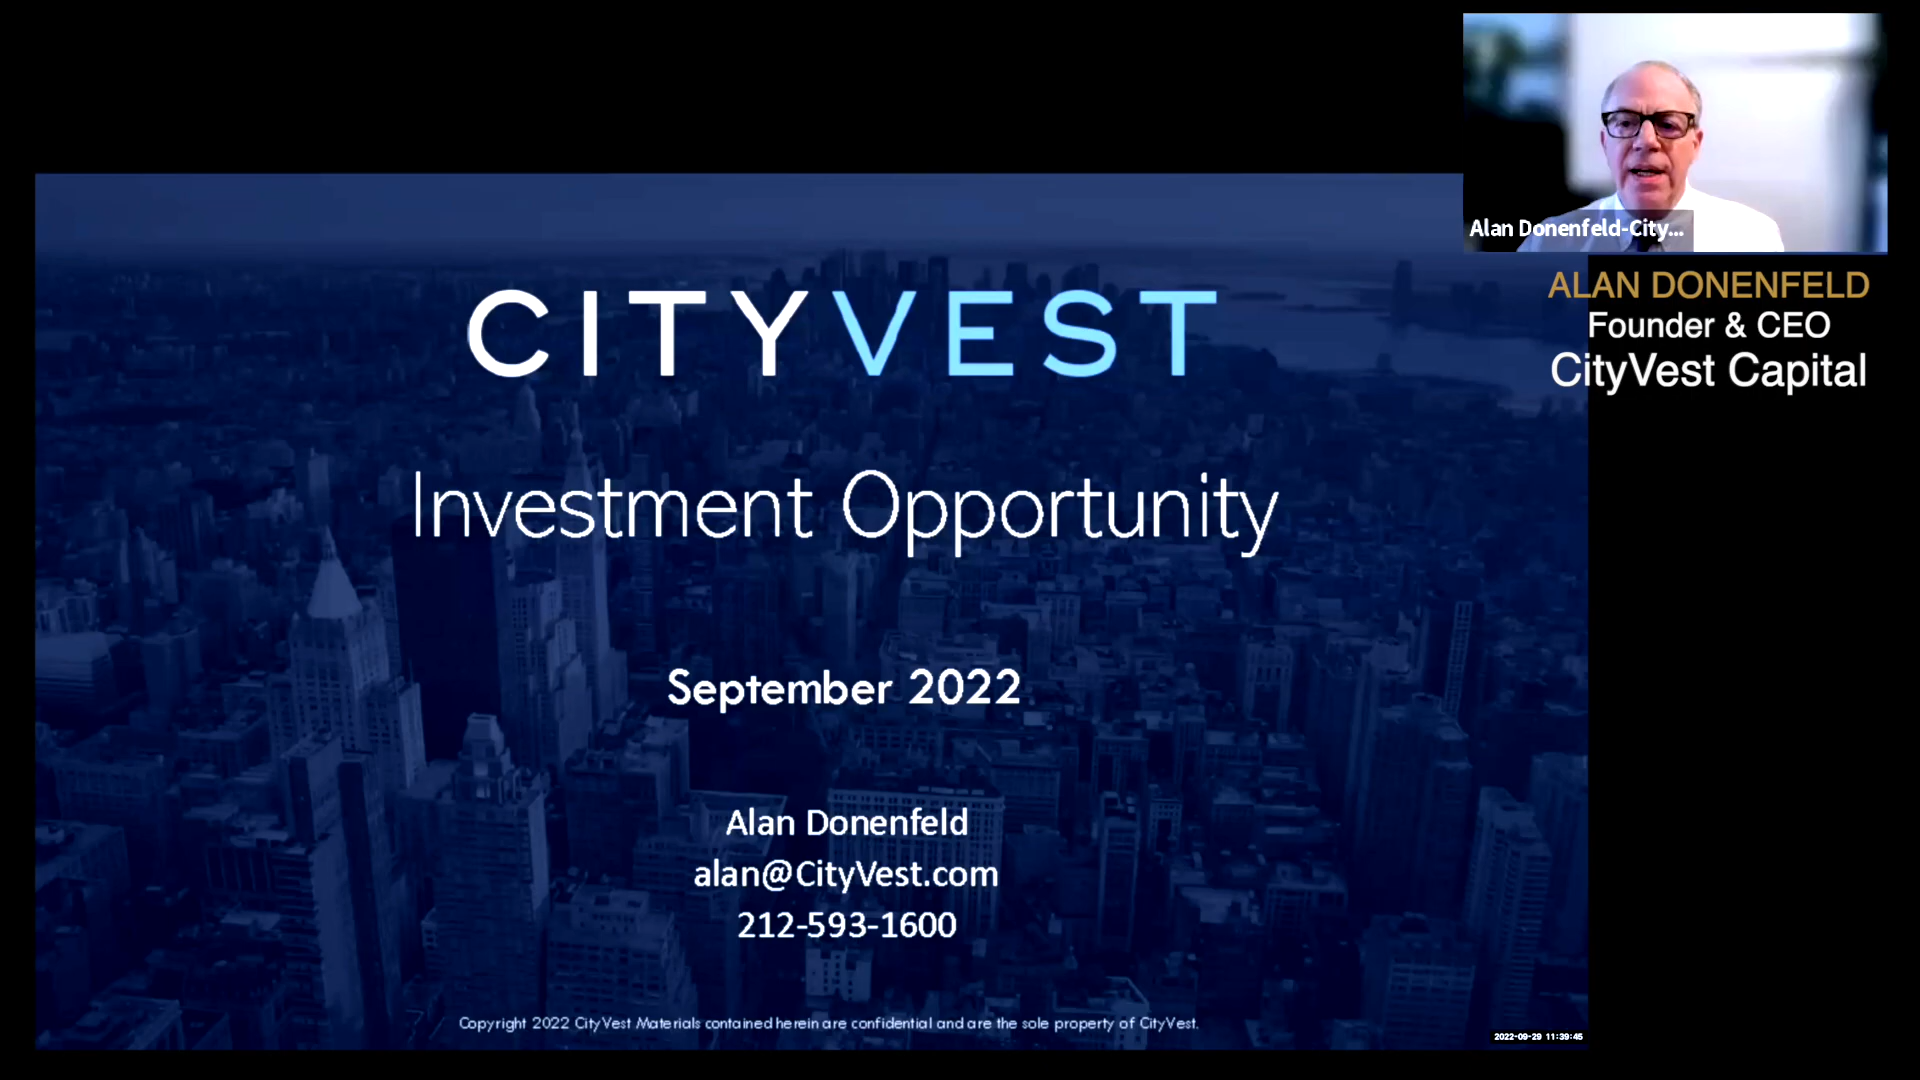 Alan Donenfeld-City...
ALAN DONENFELD
Founder & CEO
CityVest Capital
CITYVEST
Investment Opportunity
September 2022
Alan Donenfeld
alan@CityVest.com
212-593-1600
Copyright 2022 CityVest Materials contained herein are confidential and are the sole property of CityVest.
2022-09-29 11:39:45